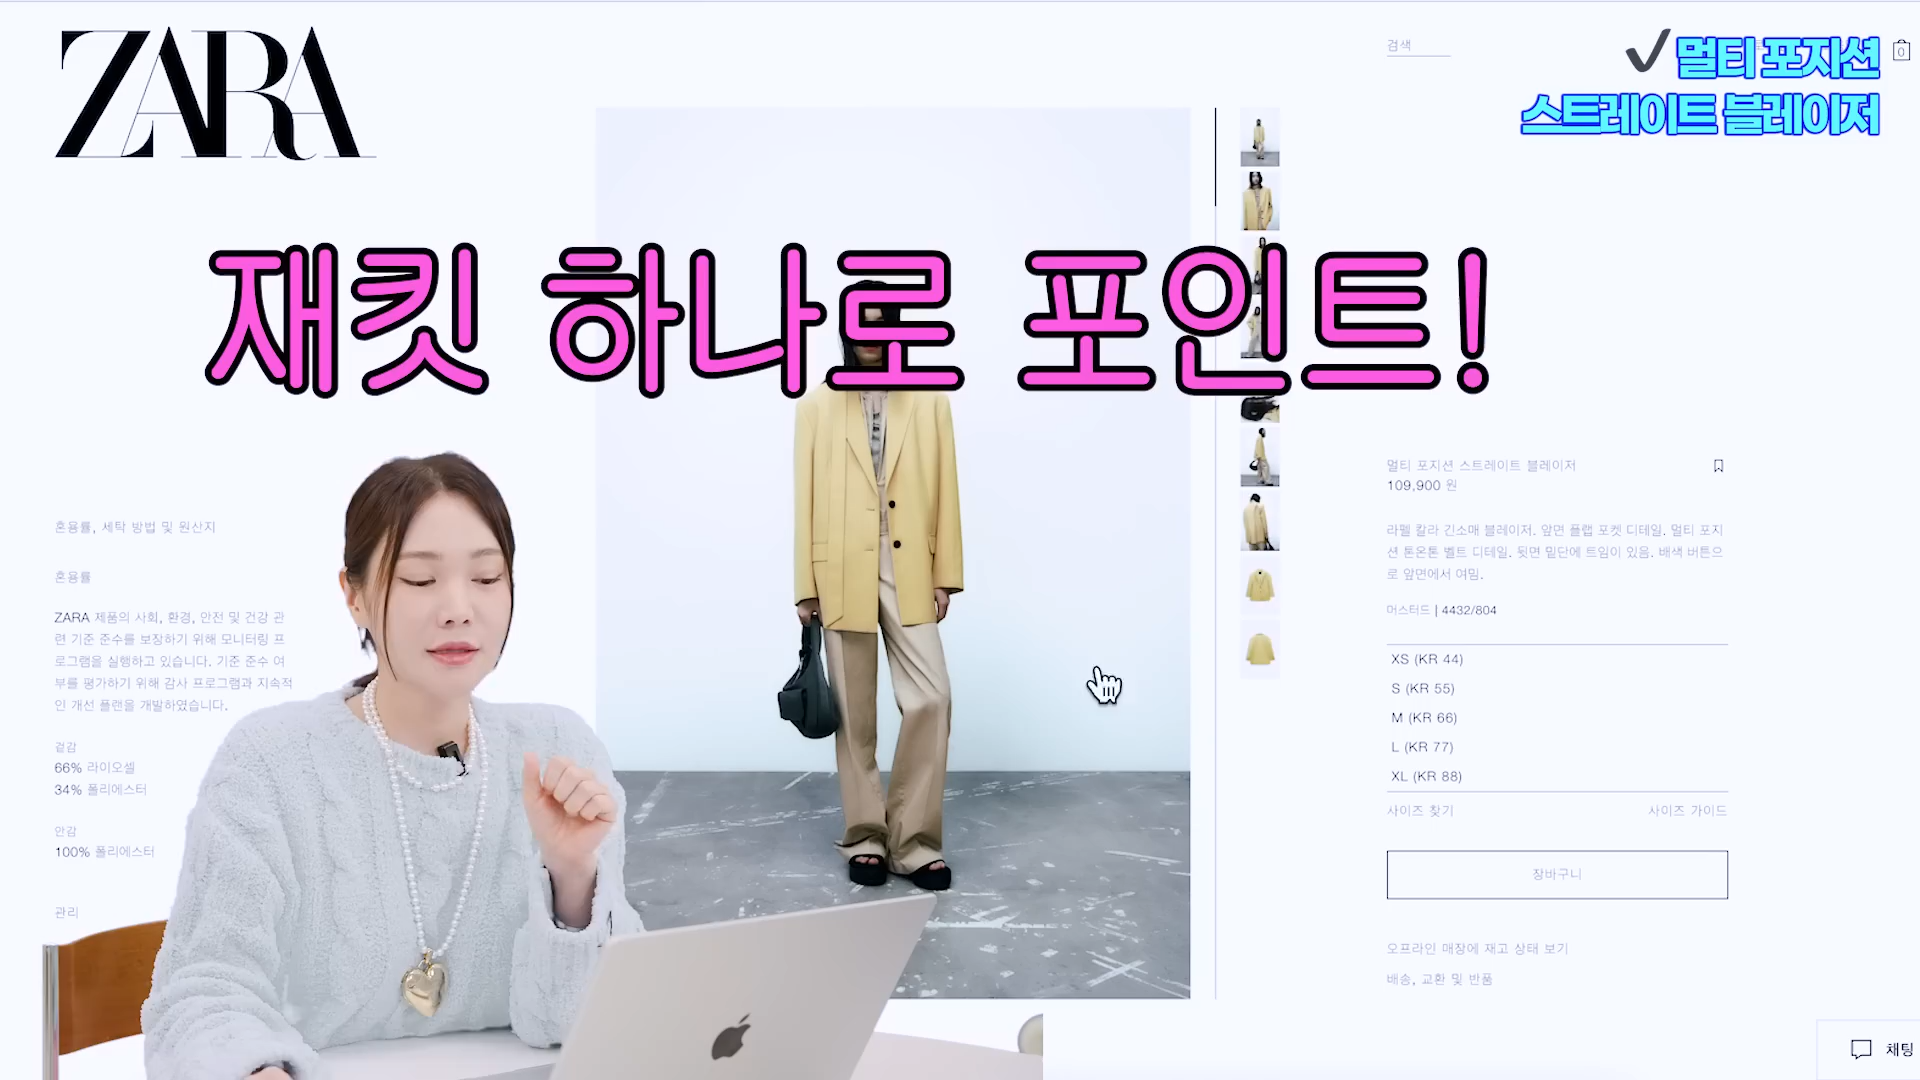 ZARA
검색
0
✓멀티 포지션
스트레이트 블레이저
재킷 하나로 포인트!
혼용률, 세탁 방법 및 원산지
혼용률
ZARA 제품의 사회, 환경, 안전 및 건강 관
련 기준 준수를 보장하기 위해 모니터링 프
로그램을 실행하고 있습니다. 기준 준수 여
부를 평가하기 위해 감사 프로그램과 지속적
인 개선 플랜을 개발하였습니다.
겉감
66% 라이오셀
34% 폴리에스터
안감
100% 폴리에스터
관리
멀티 포지션 스트레이트 블레이저
109,900 원
라펠 칼라 긴소매 블레이저. 앞면 플랩 포켓 디테일. 멀티 포지
션 톤온톤 벨트 디테일. 뒷면 밑단에 트임이 있음. 배색 버튼으
로 앞면에서 여밈.
머스터드 | 4432/804
XS (KR 44)
S (KR 55)
M (KR 66)
L (KR 77)
XL (KR 88)
사이즈 찾기
사이즈 가이드
장바구니
오프라인 매장에 재고 상태 보기
배송, 교환 및 반품
채팅